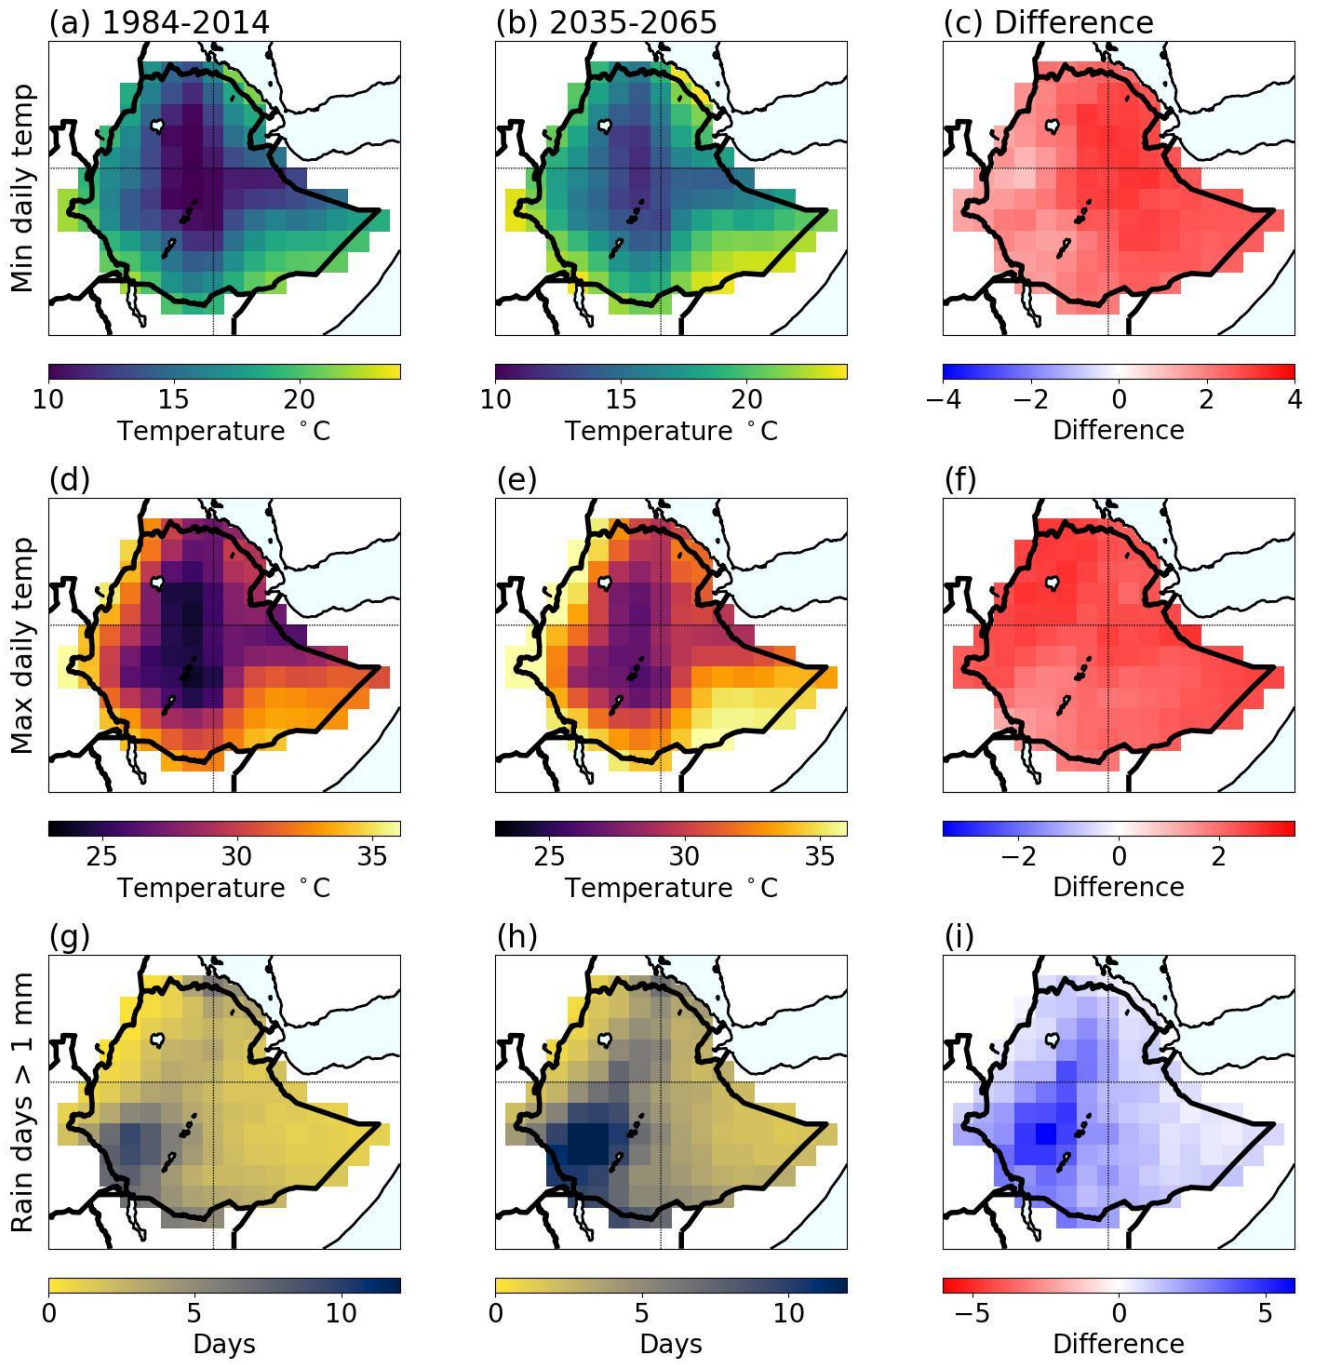 (a) 1984-2014
(b) 2035-2065
(c) Difference
Min daily temp
10 15 20
Temperature °C
10 15 20
Temperature °C
−4 −2 0 2 4
Difference
(d)
(e)
(f)
Max daily temp
25 30 35
Temperature °C
25 30 35
Temperature °C
−2 0 2
Difference
(g)
(h)
(i)
Rain days > 1 mm
0 5 10
Days
0 5 10
Days
−5 0 5
Difference